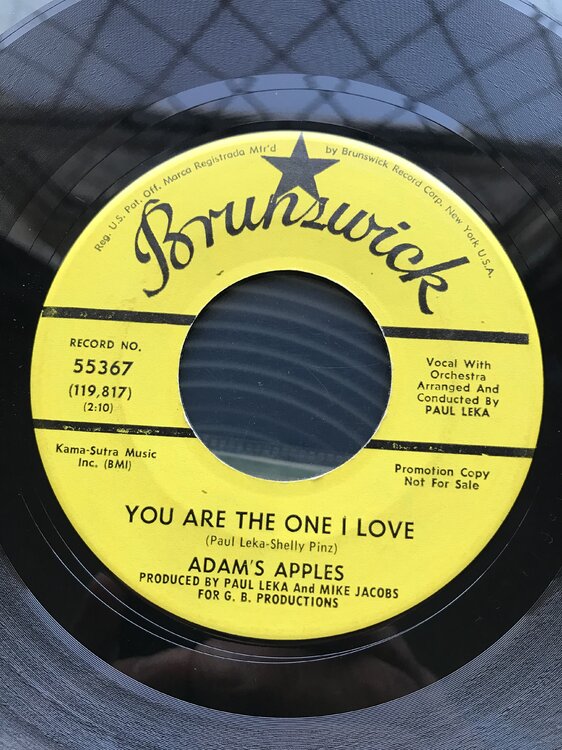 Reg. U.S. Pat. Off. Marca Registrada Mfr'd by Brunswick Record Corp. New York U.S.A.
Brunswick
RECORD NO.
55367
(119,817)
(2:10)
Vocal With
Orchestra
Arranged And
Conducted By
PAUL LEKA
Kama-Sutra Music
Inc. (BMI)
Promotion Copy
Not For Sale
YOU ARE THE ONE I LOVE
(Paul Leka-Shelly Pinz)
ADAM'S APPLES
PRODUCED BY PAUL LEKA And MIKE JACOBS
FOR G. B. PRODUCTIONS